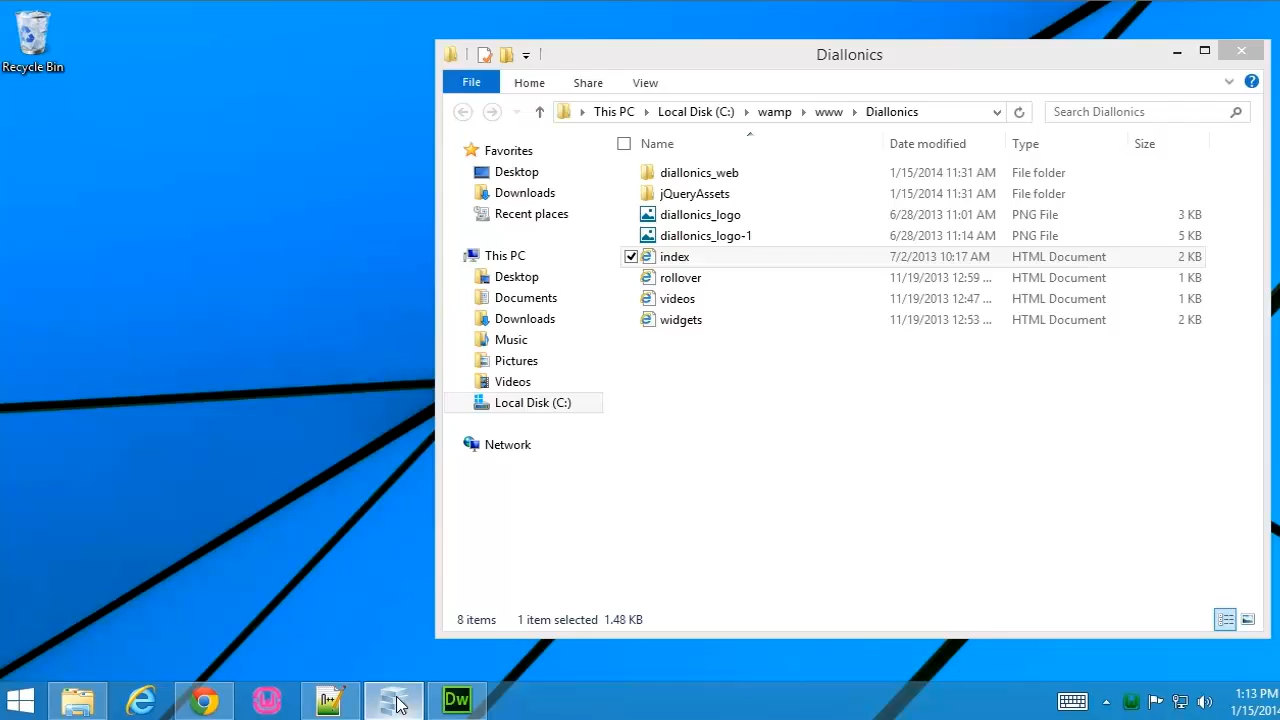 Recycle Bin
Diallonics
File Home Share View
This PC Local Disk (C:) wamp www Diallonics Search Diallonics
Name Date modified Type Size
Favorites
Desktop
Downloads
Recent places
This PC
Desktop
Documents
Downloads
Music
Pictures
Videos
Local Disk (C:)
Network
diallonics_web 1/15/2014 11:31 AM File folder
jQueryAssets 1/15/2014 11:31 AM File folder
diallonics_logo 6/28/2013 11:01 AM PNG File 3 KB
diallonics_logo-1 6/28/2013 11:14 AM PNG File 5 KB
index 7/2/2013 10:17 AM HTML Document 2 KB
rollover 11/19/2013 12:59 ... HTML Document 1 KB
videos 11/19/2013 12:47 ... HTML Document 1 KB
widgets 11/19/2013 12:53 ... HTML Document 2 KB
8 items 1 item selected 1.48 KB
n++
Dw
1:13 PM
1/15/2014